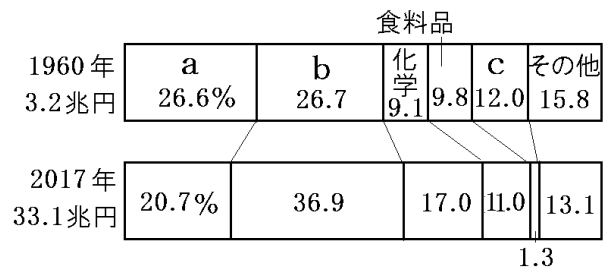 食料品
1960年
3.2兆円
a
26.6%
b
26.7
化学
9.1
9.8
c
12.0
その他
15.8
2017年
33.1兆円
20.7%
36.9
17.0
11.0
13.1
1.3